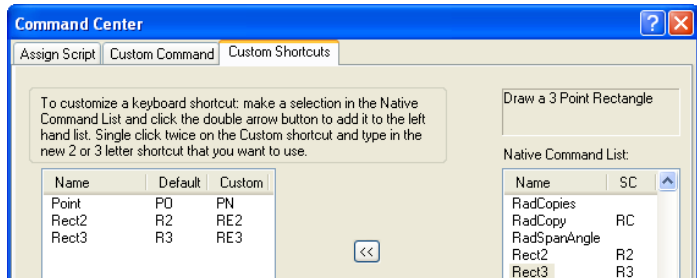 Command Center
Assign Script Custom Command Custom Shortcuts
To customize a keyboard shortcut: make a selection in the Native
Command List and click the double arrow button to add it to the left
hand list. Single click twice on the Custom shortcut and type in the
new 2 or 3 letter shortcut that you want to use.
Draw a 3 Point Rectangle
Native Command List:
Name Default Custom
Point PO PN
Rect2 R2 RE2
Rect3 R3 RE3
<<
Name SC
RadCopies
RadCopy RC
RadSpanAngle
Rect2 R2
Rect3 R3